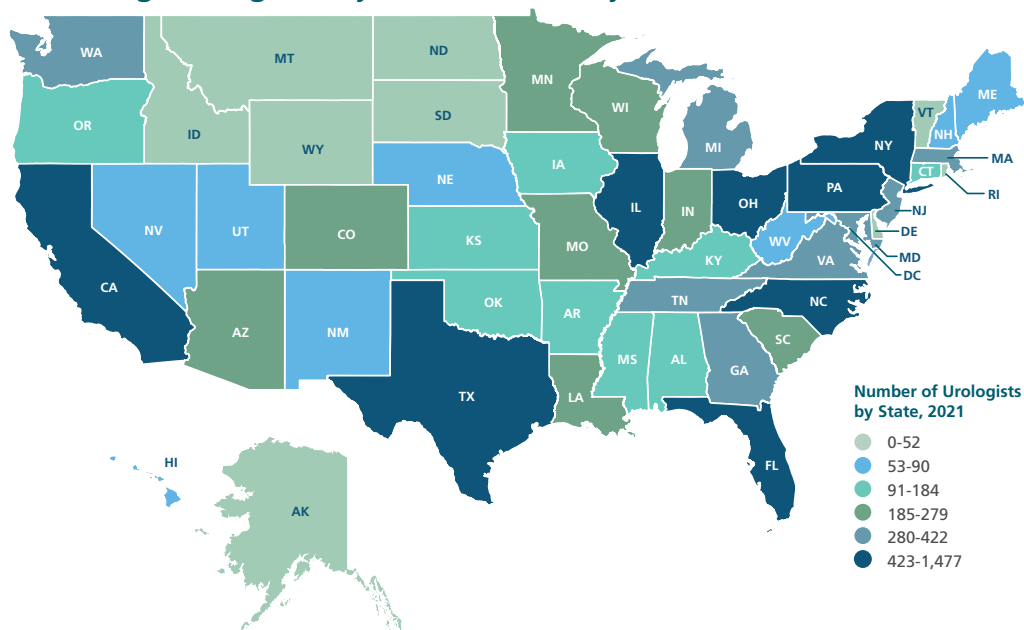 WA
MT
ND
MN
OR
ID
SD
WI
WY
MI
VT
ME
NH
NY
MA
CT
RI
NE
IA
PA
NV
UT
CO
IL
IN
OH
NJ
DE
KS
MO
WV
MD
KY
VA
DC
CA
AZ
NM
OK
AR
TN
NC
MS
AL
GA
SC
TX
LA
FL
HI
AK
Number of Urologists
by State, 2021
0-52
53-90
91-184
185-279
280-422
423-1,477